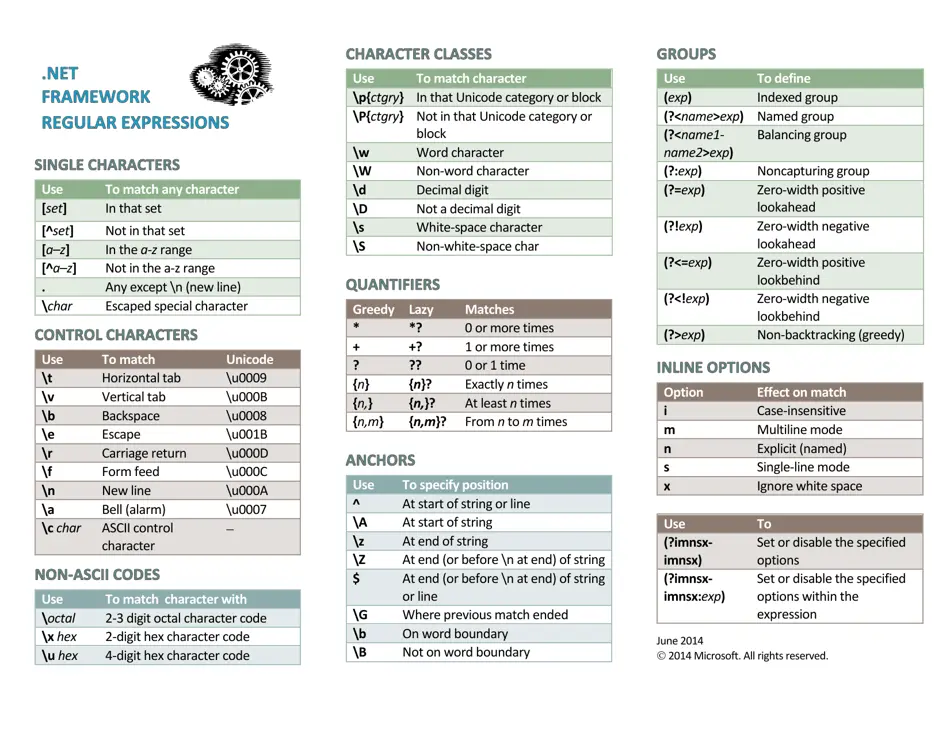 .NET
FRAMEWORK
REGULAR EXPRESSIONS
SINGLE CHARACTERS
Use To match any character
[set] In that set
[^set] Not in that set
[a–z] In the a-z range
[^a–z] Not in the a-z range
. Any except \n (new line)
\char Escaped special character
CONTROL CHARACTERS
Use To match Unicode
\t Horizontal tab \u0009
\v Vertical tab \u000B
\b Backspace \u0008
\e Escape \u001B
\r Carriage return \u000D
\f Form feed \u000C
\n New line \u000A
\a Bell (alarm) \u0007
\c char ASCII control –
character
NON-ASCII CODES
Use To match character with
\octal 2-3 digit octal character code
\x hex 2-digit hex character code
\u hex 4-digit hex character code
CHARACTER CLASSES
Use To match character
\p{ctgry} In that Unicode category or block
\P{ctgry} Not in that Unicode category or
block
\w Word character
\W Non-word character
\d Decimal digit
\D Not a decimal digit
\s White-space character
\S Non-white-space char
QUANTIFIERS
Greedy Lazy Matches
* *? 0 or more times
+ +? 1 or more times
? ?? 0 or 1 time
{n} {n}? Exactly n times
{n,} {n,}? At least n times
{n,m} {n,m}? From n to m times
ANCHORS
Use To specify position
^ At start of string or line
\A At start of string
\z At end of string
\Z At end (or before \n at end) of string
$ At end (or before \n at end) of string
or line
\G Where previous match ended
\b On word boundary
\B Not on word boundary
GROUPS
Use To define
(exp) Indexed group
(?<name>exp) Named group
(?<name1- Balancing group
name2>exp)
(?:exp) Noncapturing group
(?=exp) Zero-width positive
lookahead
(?!exp) Zero-width negative
lookahead
(?<=exp) Zero-width positive
lookbehind
(?<!exp) Zero-width negative
lookbehind
(?>exp) Non-backtracking (greedy)
INLINE OPTIONS
Option Effect on match
i Case-insensitive
m Multiline mode
n Explicit (named)
s Single-line mode
x Ignore white space
Use To
(?imnsx- Set or disable the specified
imnsx) options
(?imnsx- Set or disable the specified
imnsx:exp) options within the
expression
June 2014
© 2014 Microsoft. All rights reserved.